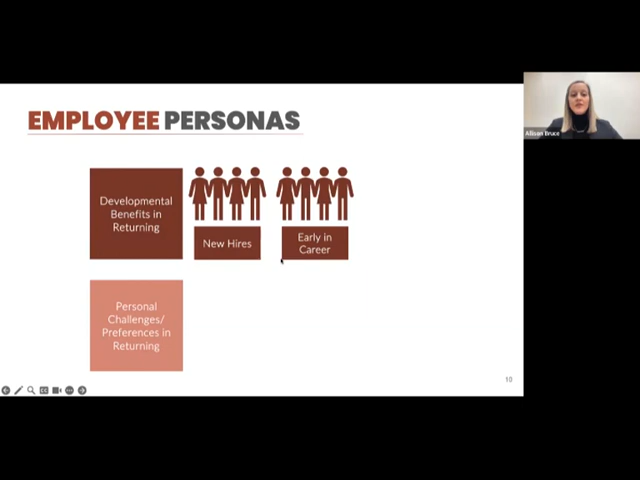 EMPLOYEE PERSONAS
Allison Bruce
Developmental
Benefits in
Returning
New Hires
Early in
Career
Personal
Challenges/
Preferences in
Returning
10